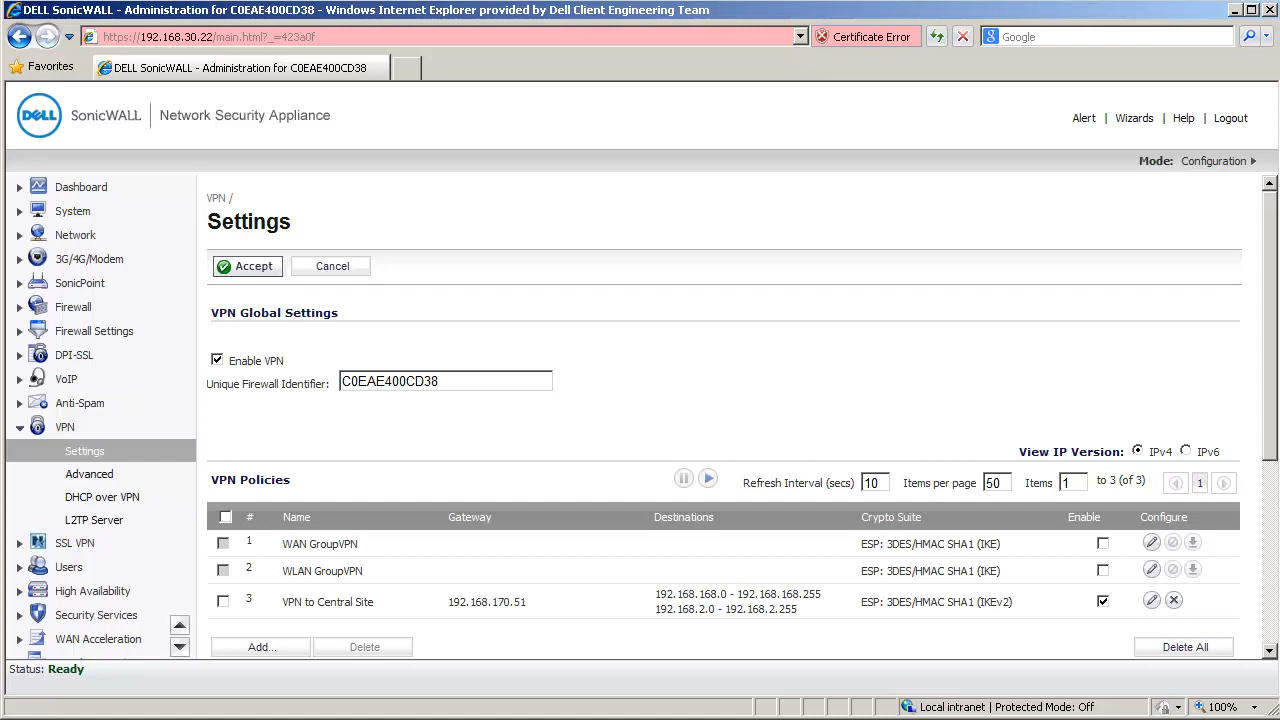 DELL SonicWALL - Administration for C0EAE400CD38 - Windows Internet Explorer provided by Dell Client Engineering Team
https://192.168.30.22/main.html?_=423a0f
Certificate Error
Google
Favorites
DELL SonicWALL - Administration for C0EAE400CD38
DELL
SonicWALL
Network Security Appliance
Alert | Wizards | Help | Logout
Mode: Configuration
Dashboard
System
Network
3G/4G/Modem
SonicPoint
Firewall
Firewall Settings
DPI-SSL
VoIP
Anti-Spam
VPN
Settings
Advanced
DHCP over VPN
L2TP Server
SSL VPN
Users
High Availability
Security Services
WAN Acceleration
VPN /
Settings
Accept
Cancel
VPN Global Settings
Enable VPN
Unique Firewall Identifier: C0EAE400CD38
View IP Version: IPv4 IPv6
VPN Policies
Refresh Interval (secs) 10 Items per page 50 Items 1 to 3 (of 3) 1
# Name Gateway Destinations Crypto Suite Enable Configure
1 WAN GroupVPN ESP: 3DES/HMAC SHA1 (IKE)
2 WLAN GroupVPN ESP: 3DES/HMAC SHA1 (IKE)
3 VPN to Central Site 192.168.170.51 192.168.168.0 - 192.168.168.255 ESP: 3DES/HMAC SHA1 (IKEv2)
192.168.2.0 - 192.168.2.255
Add...
Delete
Delete All
Status: Ready
Local intranet | Protected Mode: Off
100%